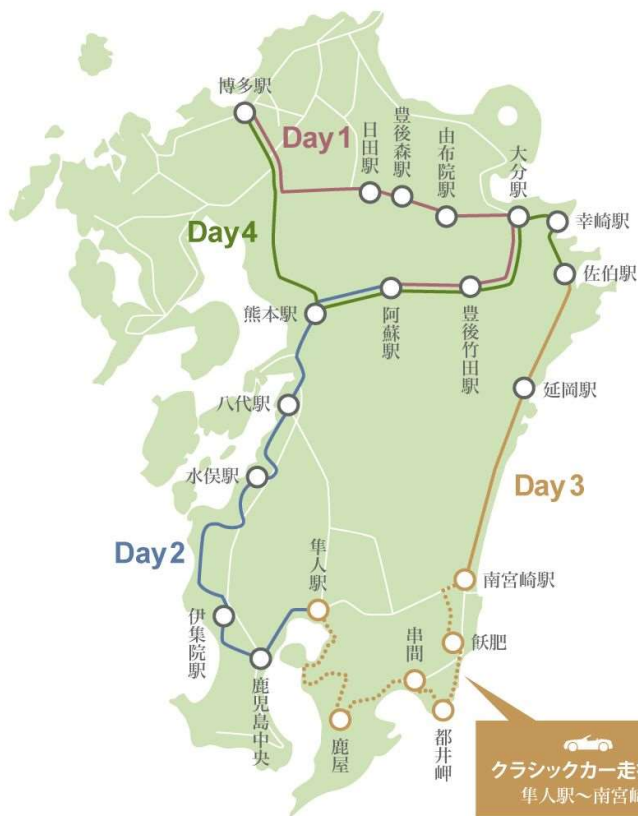 博多駅
Day 1
日田駅
豊後森駅
由布院駅
大分駅
幸崎駅
Day 4
佐伯駅
熊本駅
阿蘇駅
豊後竹田駅
八代駅
延岡駅
水俣駅
Day 3
Day 2
隼人駅
南宮崎駅
伊集院駅
串間
飫肥
鹿児島中央
鹿屋
都井岬
クラシックカー走
隼人駅～南宮崎